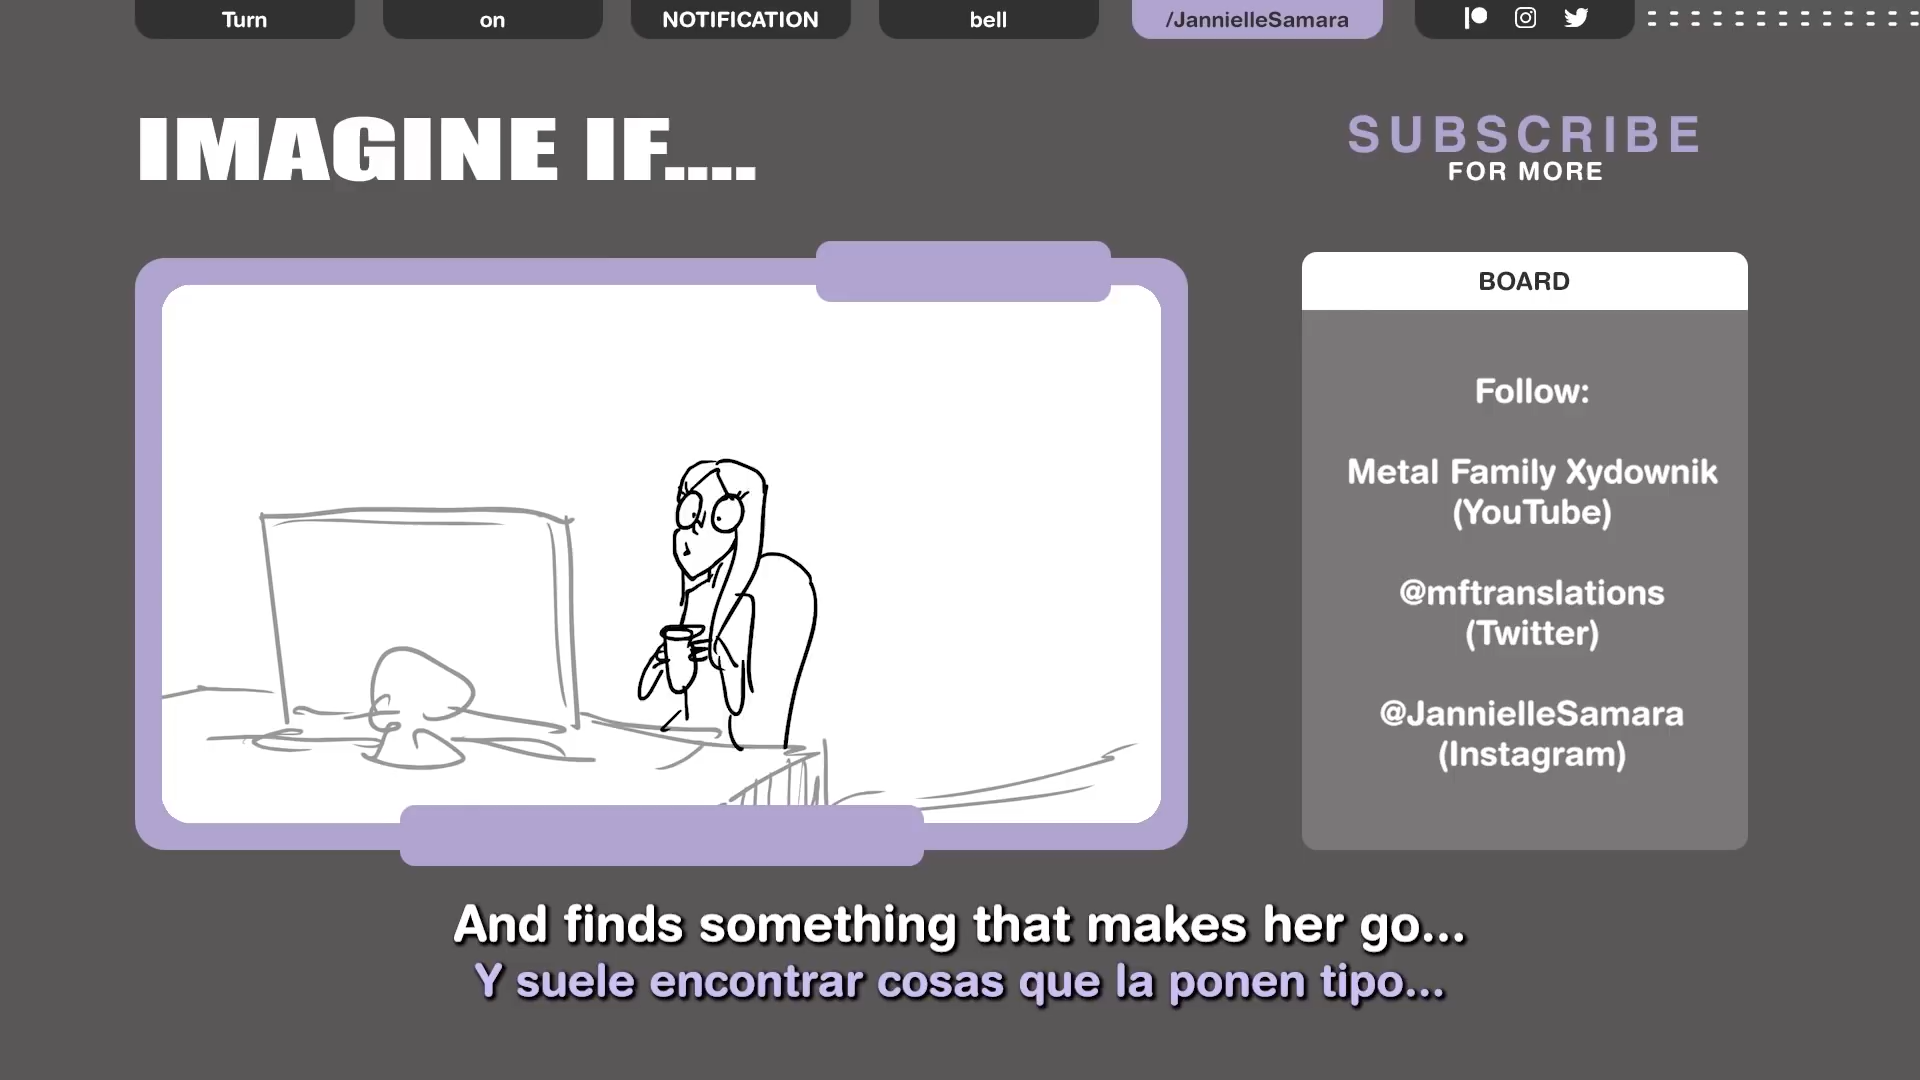 Turn
on
NOTIFICATION
bell
/JannielleSamara
IMAGINE IF....
SUBSCRIBE
FOR MORE
BOARD
Follow:
Metal Family Xydownik
(YouTube)
@mftranslations
(Twitter)
@JannielleSamara
(Instagram)
And finds something that makes her go...
Y suele encontrar cosas que la ponen tipo...